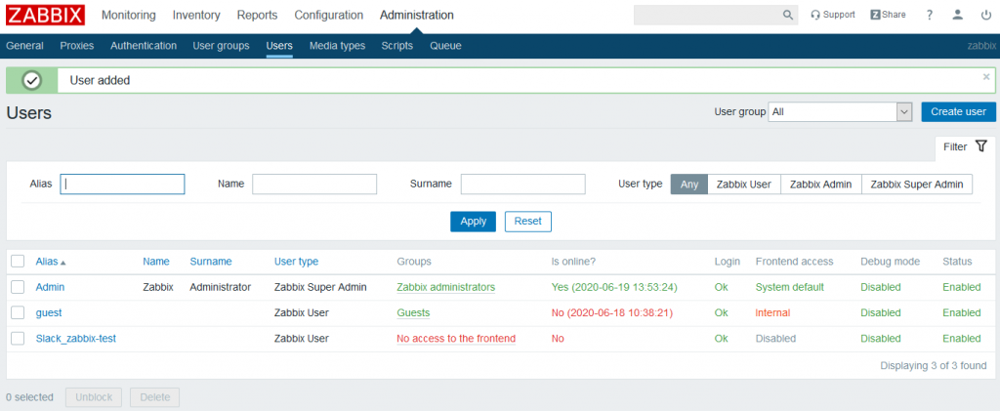 ZABBIX Monitoring Inventory Reports Configuration Administration Support Z Share ?
General Proxies Authentication User groups Users Media types Scripts Queue zabbix
User added ×
Users User group All Create user
Filter
Alias Name Surname User type Any Zabbix User Zabbix Admin Zabbix Super Admin
Apply Reset
Alias Name Surname User type Groups Is online? Login Frontend access Debug mode Status
Admin Zabbix Administrator Zabbix Super Admin Zabbix administrators Yes (2020-06-19 13:53:24) Ok System default Disabled Enabled
guest Zabbix User Guests No (2020-06-18 10:38:21) Ok Internal Disabled Enabled
Slack_zabbix-test Zabbix User No access to the frontend No Ok Disabled Disabled Enabled
Displaying 3 of 3 found
0 selected Unblock Delete